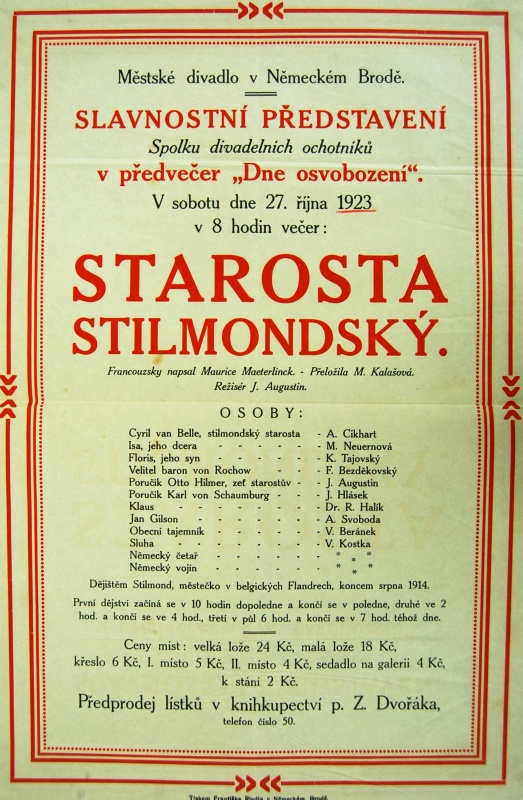 Městské divadlo v Německém Brodě.
SLAVNOSTNÍ PŘEDSTAVENÍ
Spolku divadelních ochotníků
v předvečer „Dne osvobození“.
V sobotu dne 27. října 1923
v 8 hodin večer:
STAROSTA
STILMONDSKÝ.
Francouzsky napsal Maurice Maeterlinck. - Přeložila M. Kalašová.
Režisér J. Augustin.
OSOBY:
Cyril van Belle, stilmondský starosta - A. Cikhart
Isa, jeho dcera - - - - - - M. Neuernová
Floris, jeho syn - - - - - - K. Tajovský
Velitel baron von Rochow - - - - F. Bezděkovský
Poručík Otto Hilmer, zeť starostův - - J. Augustin
Poručík Karl von Schaumburg - - - J. Hlásek
Klaus - - - - - - - Dr. R. Halík
Jan Gilson - - - - - - - A. Svoboda
Obecní tajemník - - - - - - V. Beránek
Sluha - - - - - - - V. Kostka
Německý četař - - - - - - * * *
Německý vojín - - - - - - * * *
Dějištěm Stilmond, městečko v belgických Flandrech, koncem srpna 1914.
První dějství začíná se v 10 hodin dopoledne a končí se v poledne, druhé ve 2
hod. a končí se ve 4 hod., třetí v půl 6 hod. a končí se v 7 hod. téhož dne.
Ceny míst: velká lože 24 Kč, malá lože 18 Kč,
křeslo 6 Kč, I. místo 5 Kč, II. místo 4 Kč, sedadlo na galerii 4 Kč,
k stání 2 Kč.
Předprodej lístků v knihkupectví p. Z. Dvořáka,
telefon číslo 50.
Tiskem Františka Riedla v Německém Brodě.